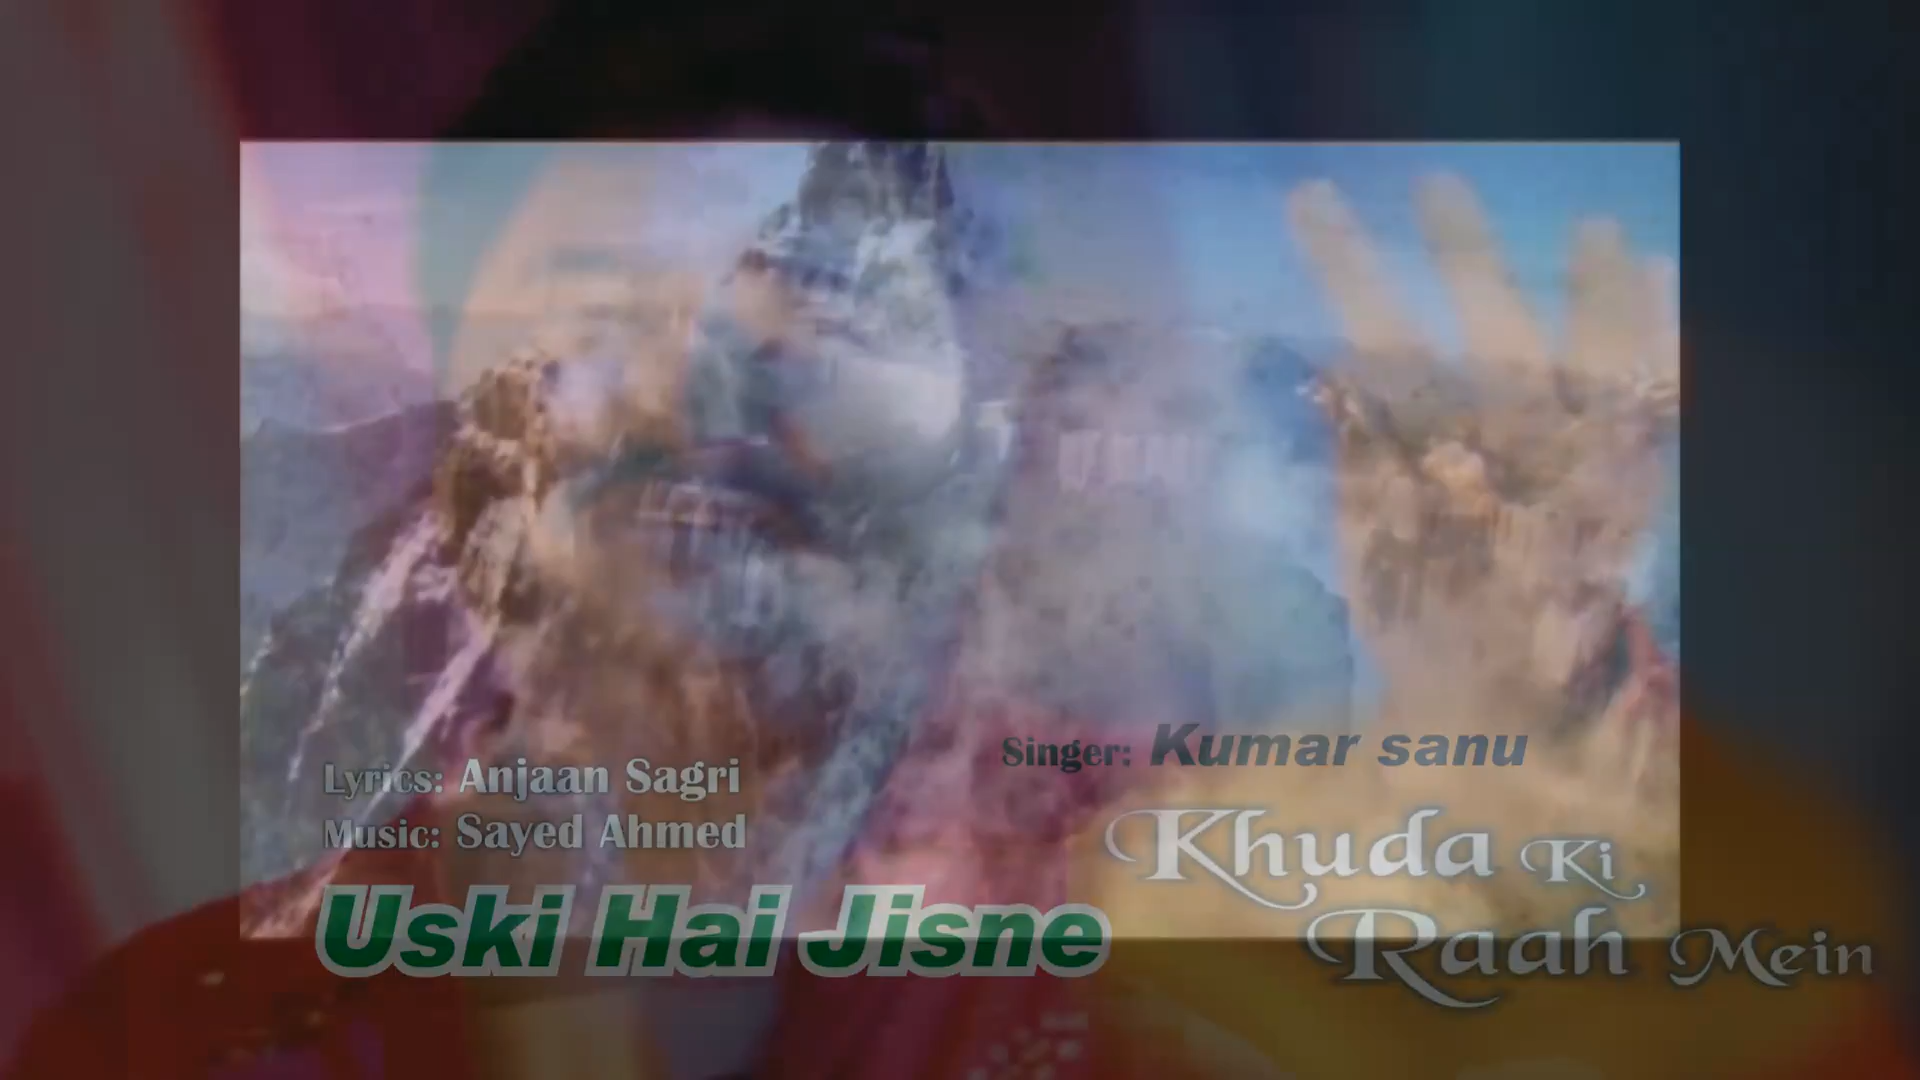 Singer: Kumar sanu
Lyrics: Anjaan Sagri
Music: Sayed Ahmed
Khuda Ki
Raah Mein
Uski Hai Jisne